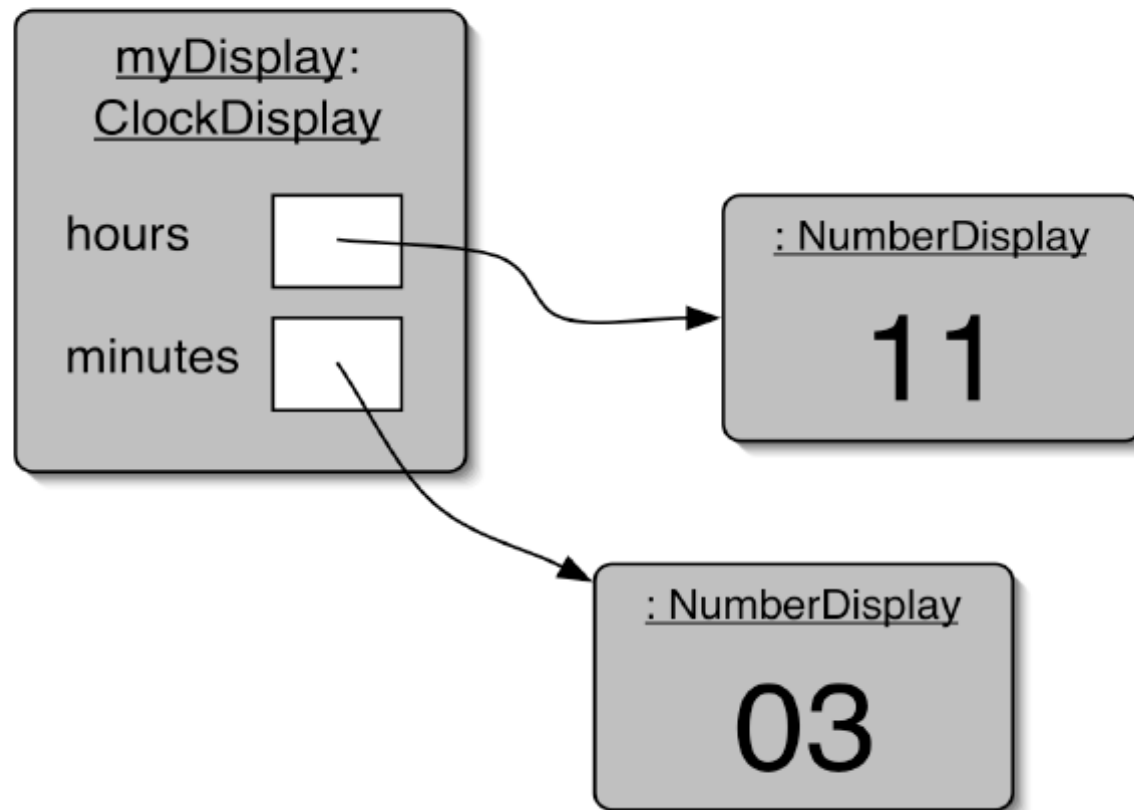 myDisplay:
ClockDisplay
hours
minutes
: NumberDisplay
11
: NumberDisplay
03